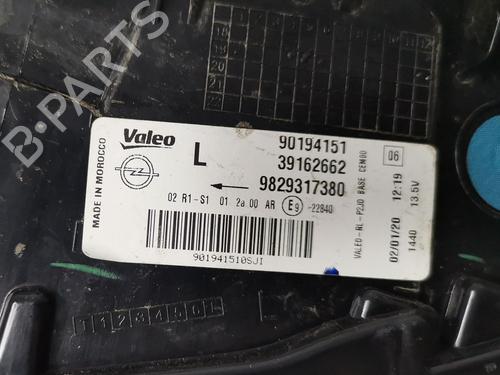 B-Parts
Valeo
L
90194151
39162662
9829317380
02 R1-S1 01 2a 00 AR E9 -22840
901941510SJI
MADE IN MOROCCO
06
VALEO-RL-P2JO BASE CEM60
02/01/20 12:19
1440 13.5V